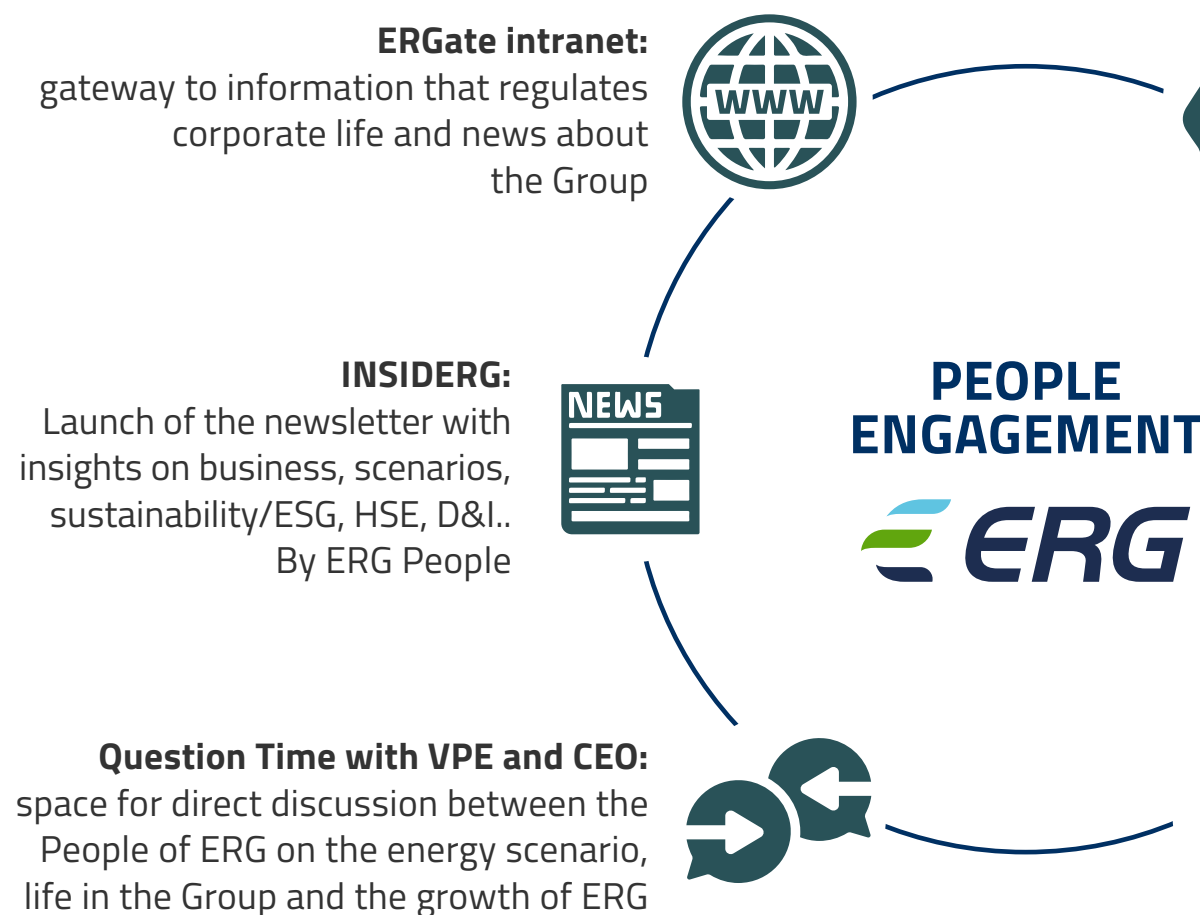 ERGate intranet:
gateway to information that regulates
corporate life and news about
the Group
WWW
INSIDERG:
Launch of the newsletter with
insights on business, scenarios,
sustainability/ESG, HSE, D&I..
By ERG People
NEWS
PEOPLE
ENGAGEMENT
ERG
Question Time with VPE and CEO:
space for direct discussion between the
People of ERG on the energy scenario,
life in the Group and the growth of ERG